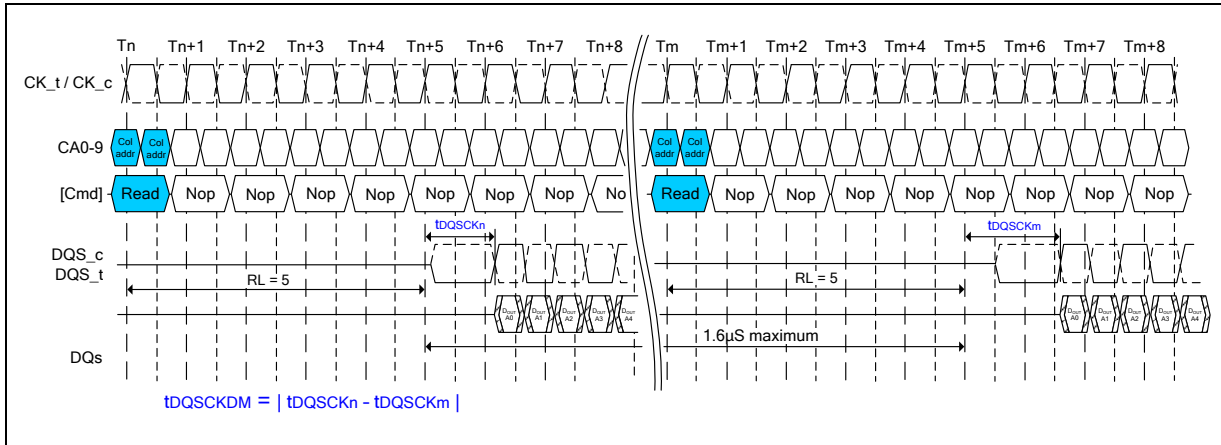 Tn Tn+1 Tn+2 Tn+3 Tn+4 Tn+5 Tn+6 Tn+7 Tn+8 Tm Tm+1 Tm+2 Tm+3 Tm+4 Tm+5 Tm+6 Tm+7 Tm+8
CK_t / CK_c
Col addr Col addr Col addr Col addr
CA0-9
[Cmd] Read Nop Nop Nop Nop Nop Nop Nop No Read Nop Nop Nop Nop Nop Nop Nop Nop
tDQSCKn tDQSCKm
DQS_c
DQS_t
RL = 5 RL = 5
DOUT A0 DOUT A1 DOUT A2 DOUT A3 DOUT A4 DOUT A0 DOUT A1 DOUT A2 DOUT A3 DOUT A4
1.6µS maximum
DQs
tDQSCKDM = | tDQSCKn - tDQSCKm |